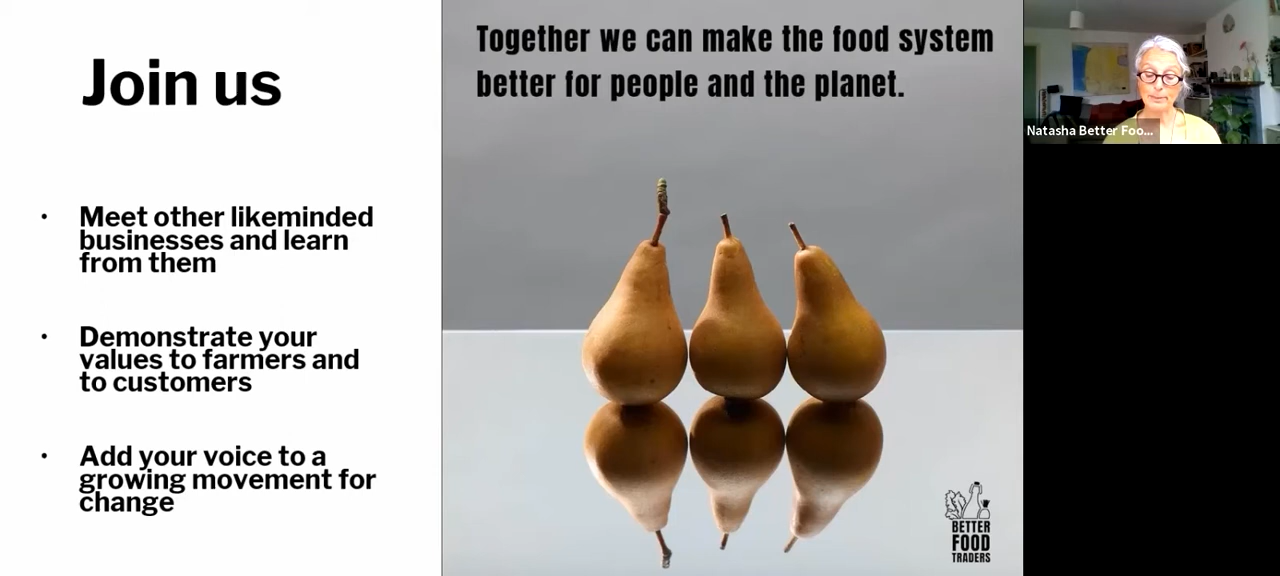 Join us
• Meet other likeminded
businesses and learn
from them
• Demonstrate your
values to farmers and
to customers
• Add your voice to a
growing movement for
change
Together we can make the food system
better for people and the planet.
BETTER
FOOD
TRADERS
Natasha Better Foo...